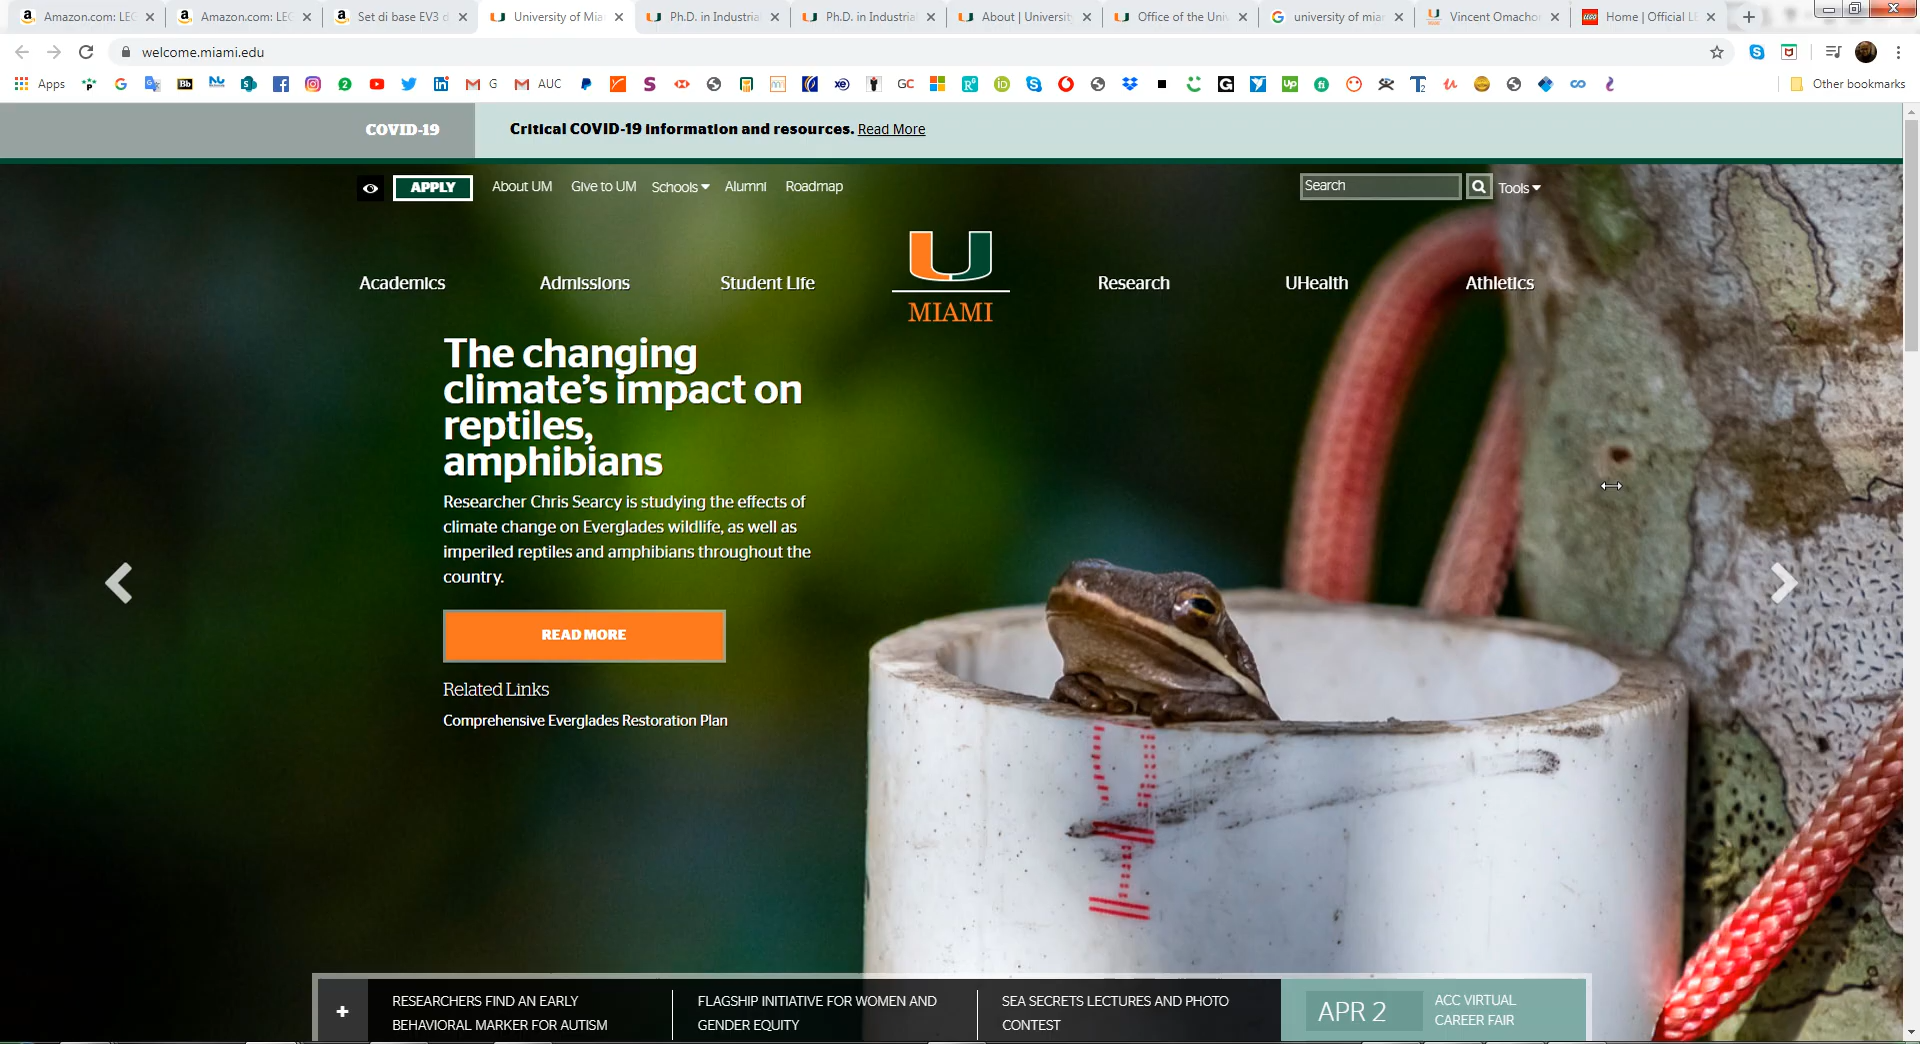 Amazon.com: LEG
Amazon.com: LEG
Set di base EV3 d
University of Mia
Ph.D. in Industria
Ph.D. in Industria
About | Universit
Office of the Univ
university of mian
Vincent Omachon
Home | Official LE
welcome.miami.edu
Apps
G
AUC
GC
Other bookmarks
COVID-19
Critical COVID-19 information and resources. Read More
APPLY
About UM
Give to UM
Schools
Alumni
Roadmap
Search
Tools
Academics
Admissions
Student Life
U
MIAMI
Research
UHealth
Athletics
The changing
climate's impact on
reptiles,
amphibians
Researcher Chris Searcy is studying the effects of
climate change on Everglades wildlife, as well as
imperiled reptiles and amphibians throughout the
country.
READ MORE
Related Links
Comprehensive Everglades Restoration Plan
RESEARCHERS FIND AN EARLY
BEHAVIORAL MARKER FOR AUTISM
FLAGSHIP INITIATIVE FOR WOMEN AND
GENDER EQUITY
SEA SECRETS LECTURES AND PHOTO
CONTEST
APR 2
ACC VIRTUAL
CAREER FAIR